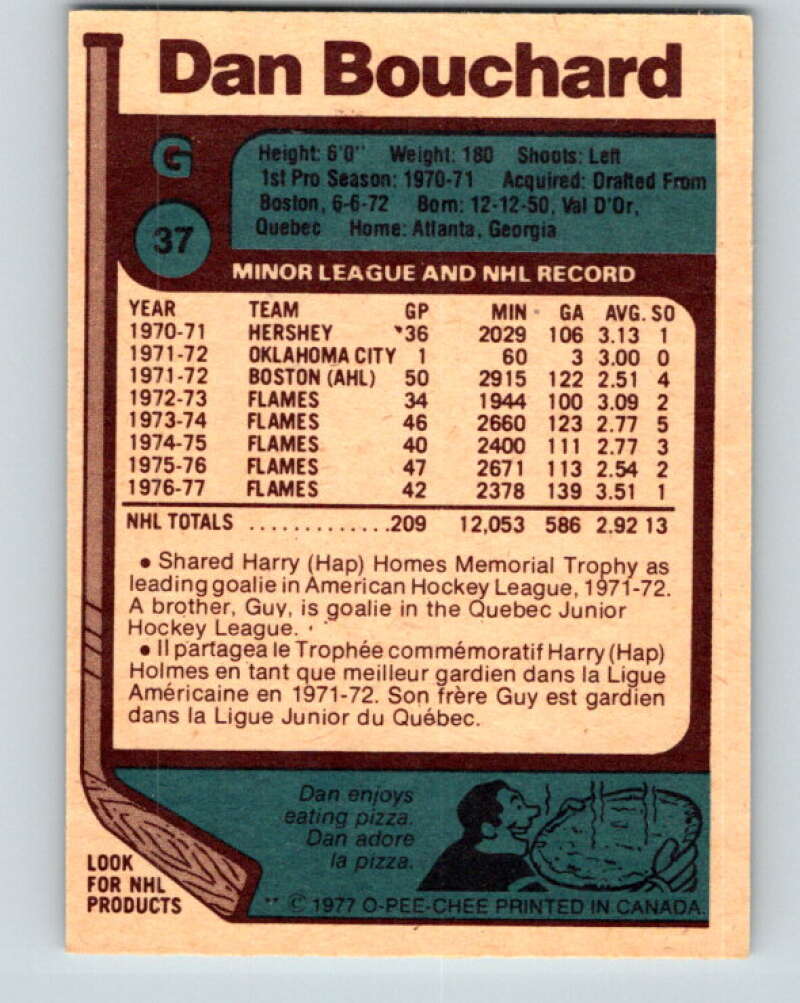 Dan Bouchard
G
37
Height: 6'0" Weight: 180 Shoots: Left
1st Pro Season: 1970-71 Acquired: Drafted From
Boston, 6-6-72 Born: 12-12-50, Val D'Or,
Quebec Home: Atlanta, Georgia
MINOR LEAGUE AND NHL RECORD
YEAR TEAM GP MIN GA AVG. SO
1970-71 HERSHEY 36 2029 106 3.13 1
1971-72 OKLAHOMA CITY 1 60 3 3.00 0
1971-72 BOSTON (AHL) 50 2915 122 2.51 4
1972-73 FLAMES 34 1944 100 3.09 2
1973-74 FLAMES 46 2660 123 2.77 5
1974-75 FLAMES 40 2400 111 2.77 3
1975-76 FLAMES 47 2671 113 2.54 2
1976-77 FLAMES 42 2378 139 3.51 1
NHL TOTALS .............209 12,053 586 2.92 13
• Shared Harry (Hap) Homes Memorial Trophy as
leading goalie in American Hockey League, 1971-72.
A brother, Guy, is goalie in the Quebec Junior
Hockey League.
• Il partagea le Trophée commémoratif Harry (Hap)
Holmes en tant que meilleur gardien dans la Ligue
Américaine en 1971-72. Son frère Guy est gardien
dans la Ligue Junior du Québec.
Dan enjoys
eating pizza.
Dan adore
la pizza.
LOOK
FOR NHL
PRODUCTS
** © 1977 O-PEE-CHEE PRINTED IN CANADA.